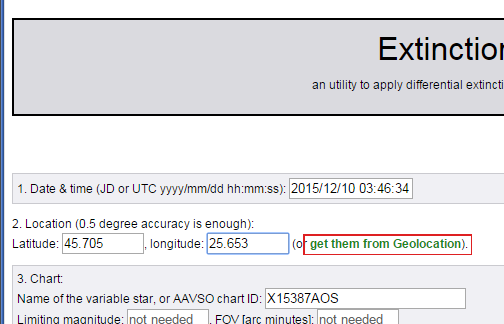 Extinctio
an utility to apply differential extincti
1. Date & time (JD or UTC yyyy/mm/dd hh:mm:ss): 2015/12/10 03:46:34
2. Location (0.5 degree accuracy is enough):
Latitude: 45.705, longitude: 25.653 (or get them from Geolocation).
3. Chart:
Name of the variable star, or AAVSO chart ID: X15387AOS
Limiting magnitude: not needed, FOV [arc minutes]: not needed